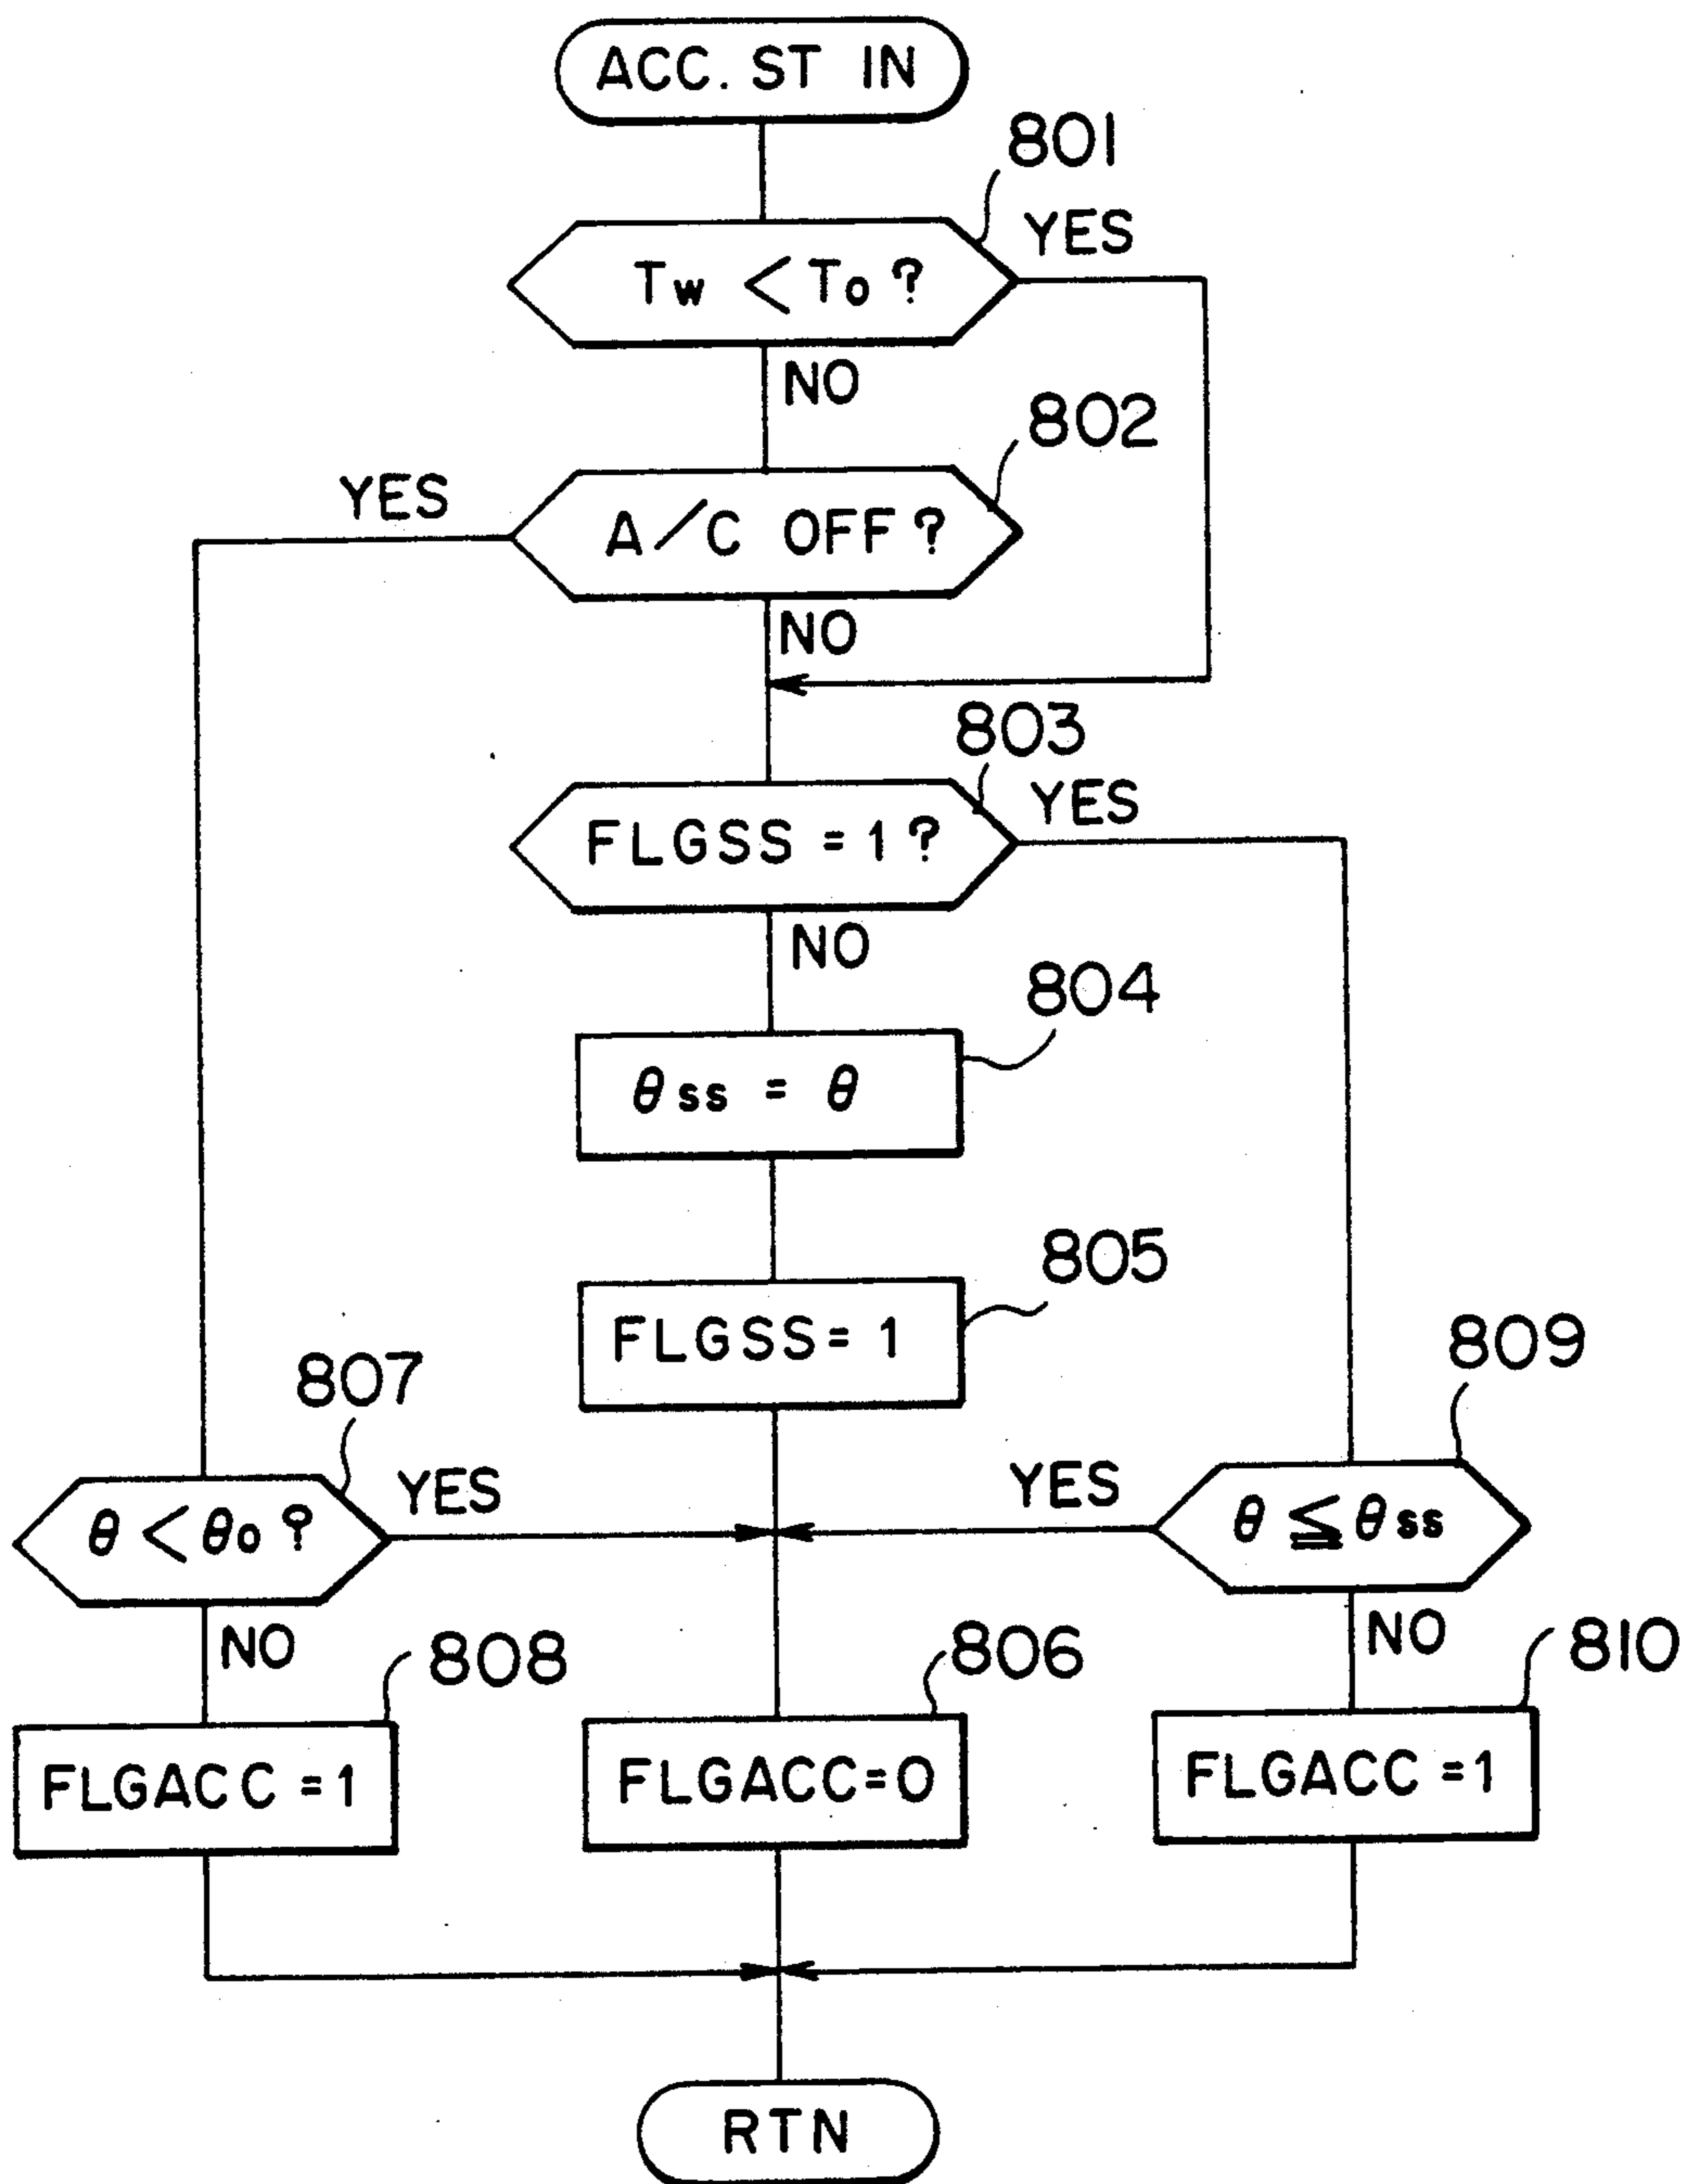 ACC. ST IN
801
YES
Tw < To ?
NO
802
YES
A/C OFF ?
NO
803
YES
FLGSS = 1 ?
NO
804
θss = θ
805
FLGSS = 1
807
809
YES
YES
θ < θo ?
θ ≦ θss
NO
808
806
NO
810
FLGACC = 1
FLGACC=0
FLGACC = 1
RTN